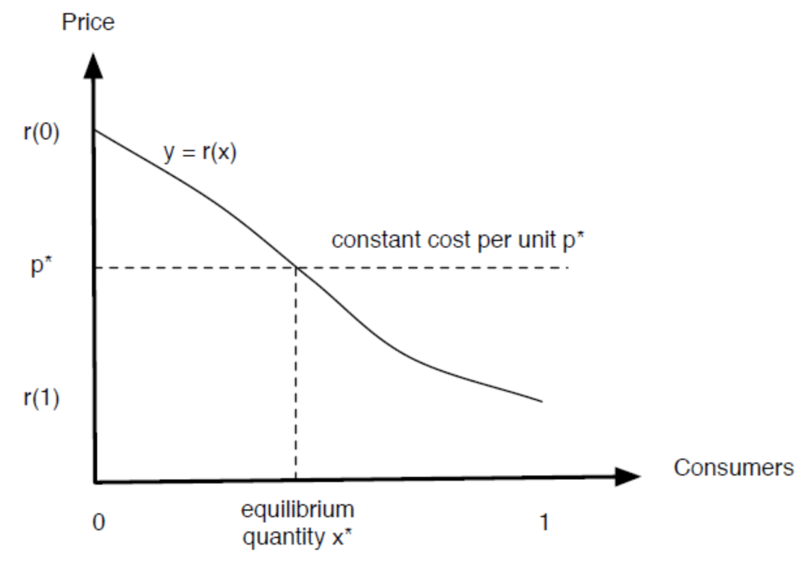 Price
r(0)
y = r(x)
constant cost per unit p*
p*
r(1)
Consumers
0
equilibrium
quantity x*
1